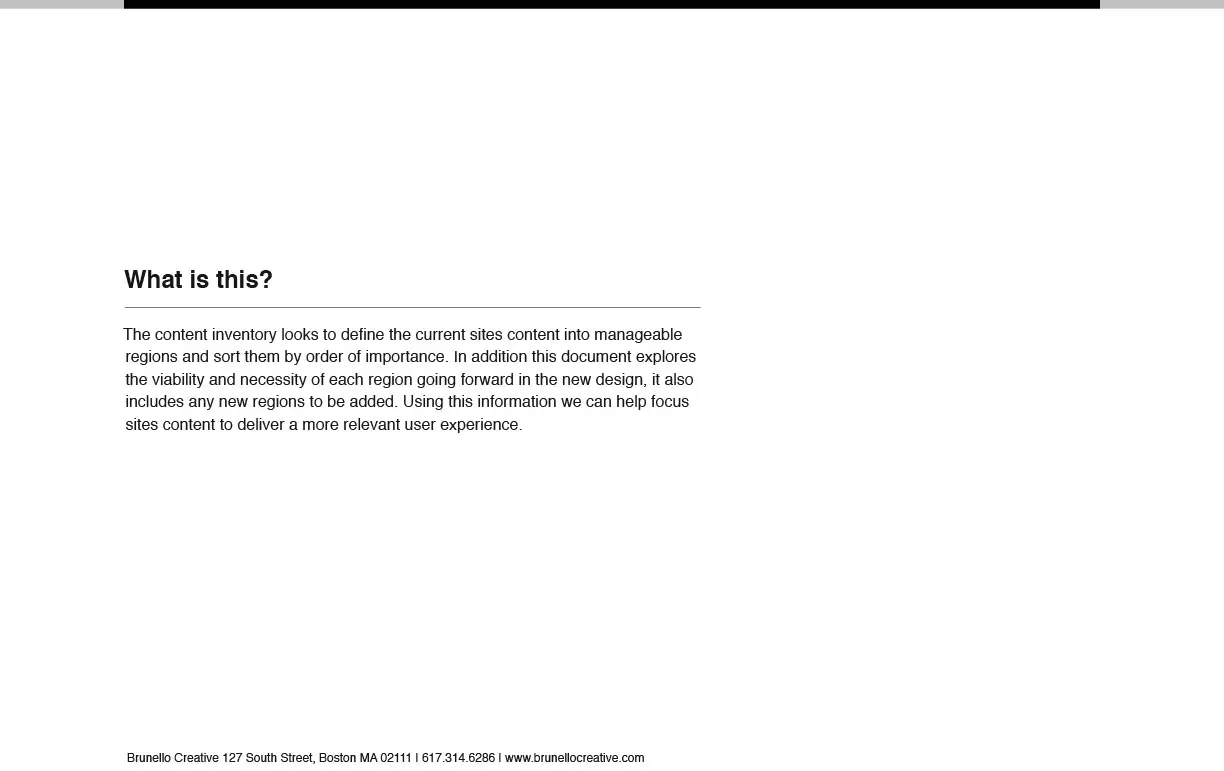 What is this?
The content inventory looks to define the current sites content into manageable
regions and sort them by order of importance. In addition this document explores
the viability and necessity of each region going forward in the new design, it also
includes any new regions to be added. Using this information we can help focus
sites content to deliver a more relevant user experience.
Brunello Creative 127 South Street, Boston MA 02111 | 617.314.6286 | www.brunellocreative.com